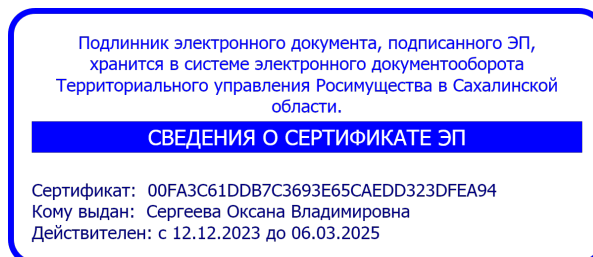 Подлинник электронного документа, подписанного ЭП,
хранится в системе электронного документооборота
Территориального управления Росимущества в Сахалинской
области.
СВЕДЕНИЯ О СЕРТИФИКАТЕ ЭП
Сертификат: 00FA3C61DDB7C3693E65CAEDD323DFEA94
Кому выдан: Сергеева Оксана Владимировна
Действителен: с 12.12.2023 до 06.03.2025